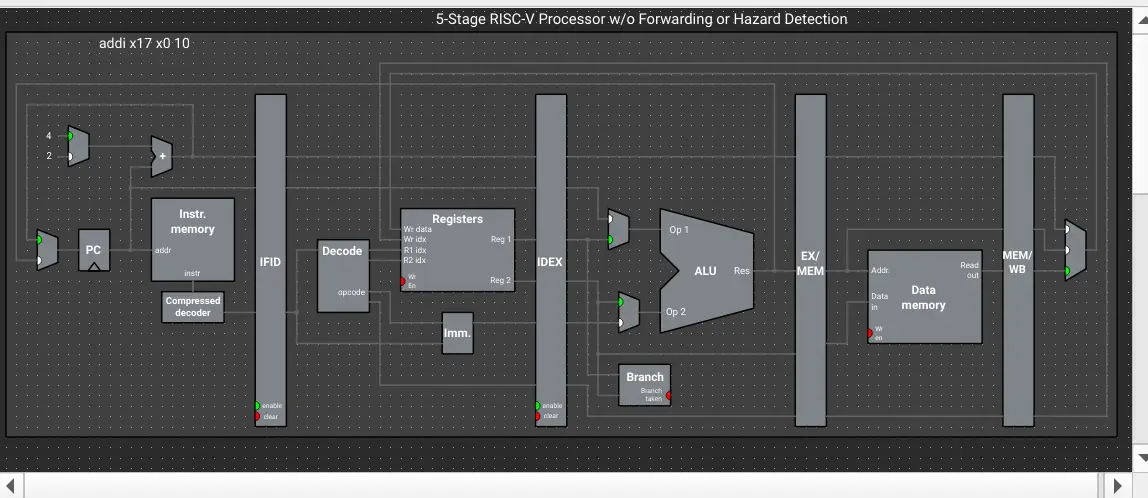 5-Stage RISC-V Processor w/o Forwarding or Hazard Detection
addi x17 x0 10
4
2
+
PC
Instr.
memory
addr
instr
Compressed
decoder
IFID
enable
clear
Decode
opcode
Registers
Wr data
Wr idx
R1 idx
R2 idx
Wr
En
Reg 1
Reg 2
Imm.
IDEX
enable
clear
Op 1
ALU
Res
Op 2
Branch
Branch
taken
EX/
MEM
Addr.
Read
out
Data
memory
Data
in
Wr
en
MEM/
WB